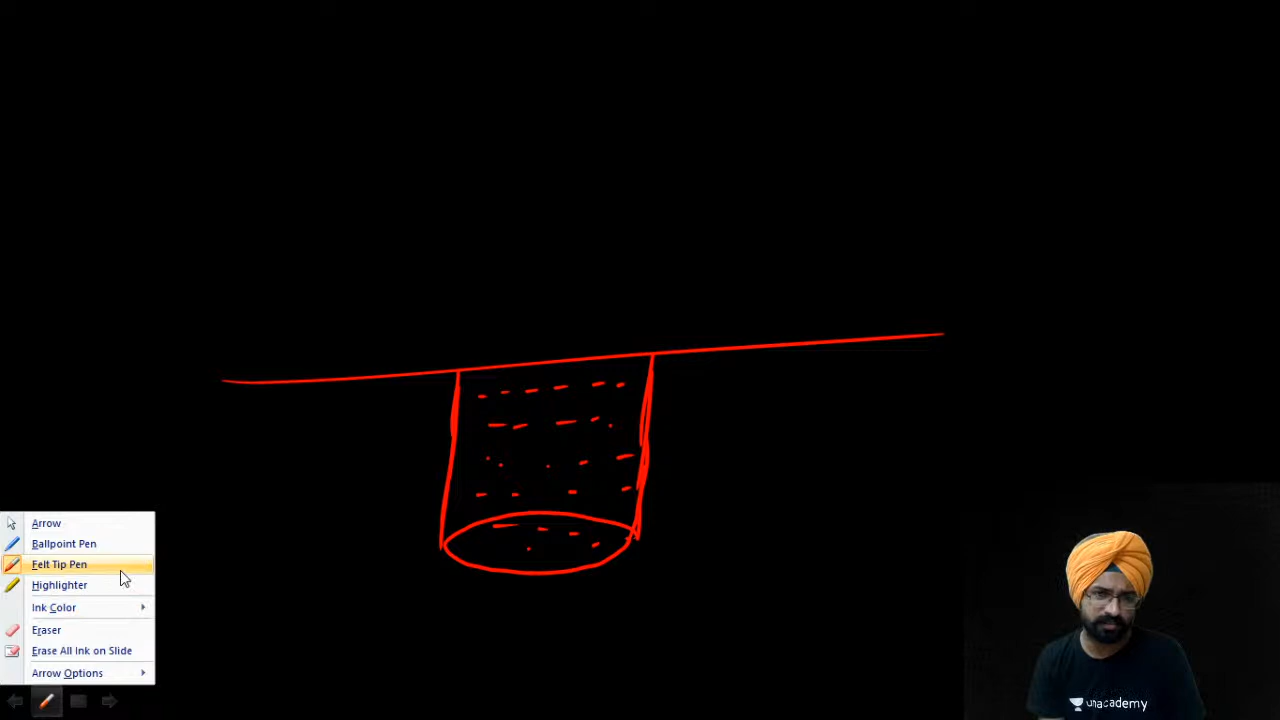 Arrow
Ballpoint Pen
Felt Tip Pen
Highlighter
Ink Color
Eraser
Erase All Ink on Slide
Arrow Options
unacademy